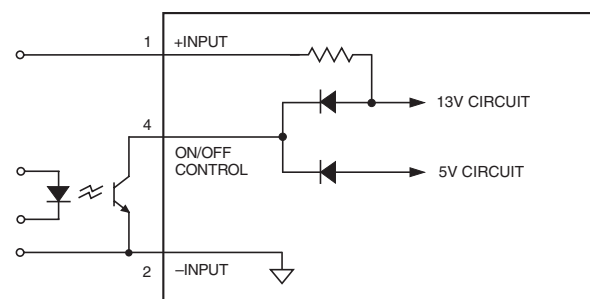 1
+INPUT
13V CIRCUIT
4
ON/OFF
CONTROL
5V CIRCUIT
2
–INPUT